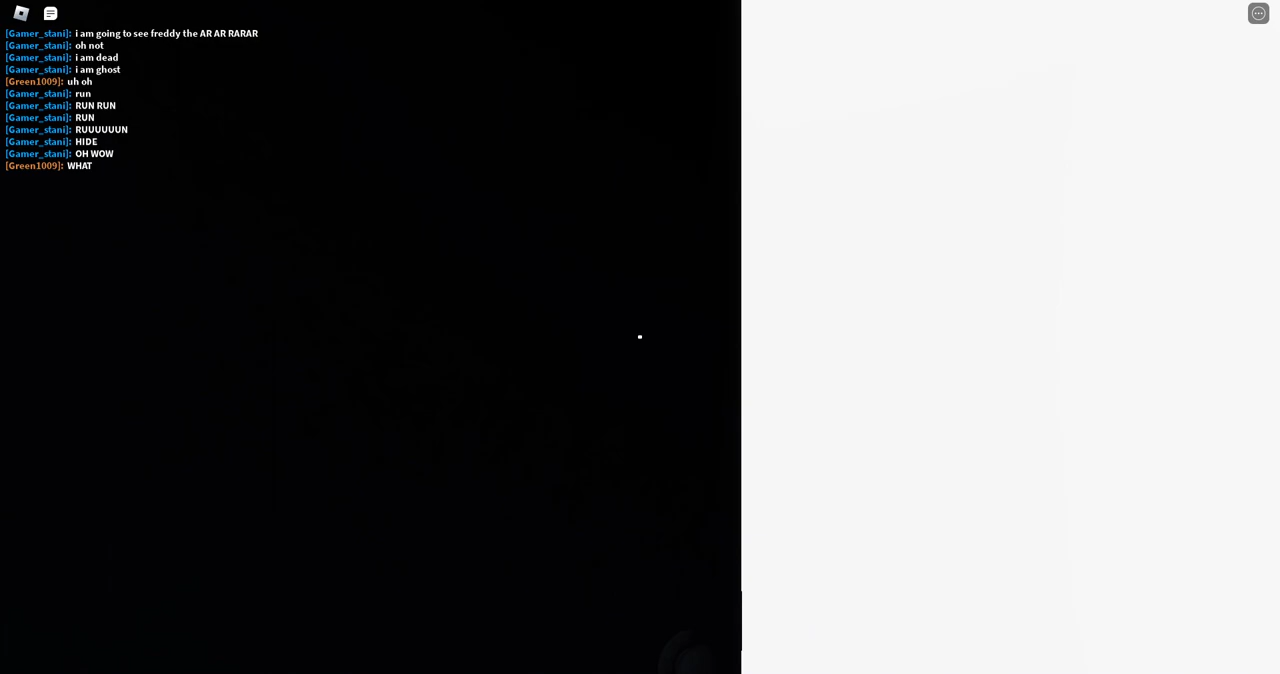 [Gamer_stani]: i am going to see freddy the AR AR RARAR
[Gamer_stani]: oh not
[Gamer_stani]: i am dead
[Gamer_stani]: i am ghost
[Green1009]: uh oh
[Gamer_stani]: run
[Gamer_stani]: RUN RUN
[Gamer_stani]: RUN
[Gamer_stani]: RUUUUUUN
[Gamer_stani]: HIDE
[Gamer_stani]: OH WOW
[Green1009]: WHAT